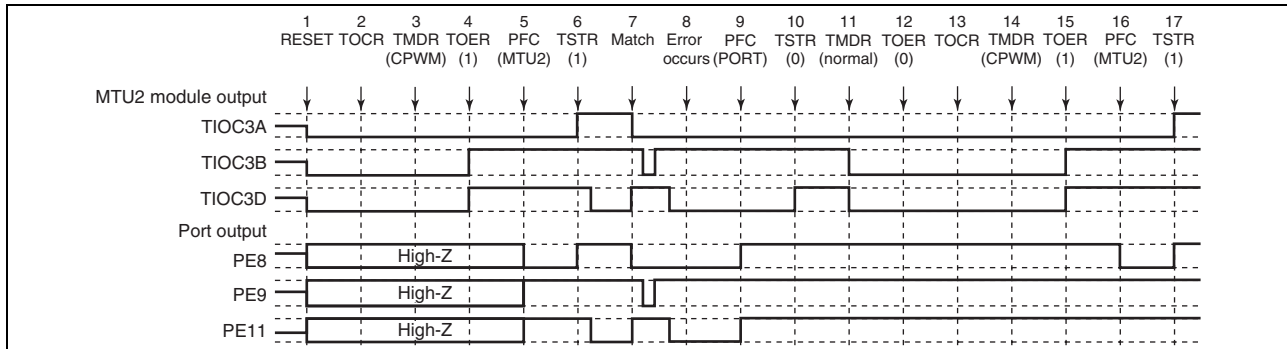 1 2 3 4 5 6 7 8 9 10 11 12 13 14 15 16 17
RESET TOCR TMDR TOER PFC TSTR Match Error PFC TSTR TMDR TOER TOCR TMDR TOER PFC TSTR
(CPWM) (1) (MTU2) (1) occurs (PORT) (0) (normal) (0) (CPWM) (1) (MTU2) (1)
MTU2 module output
TIOC3A
TIOC3B
TIOC3D
Port output
PE8 High-Z
PE9 High-Z
PE11 High-Z